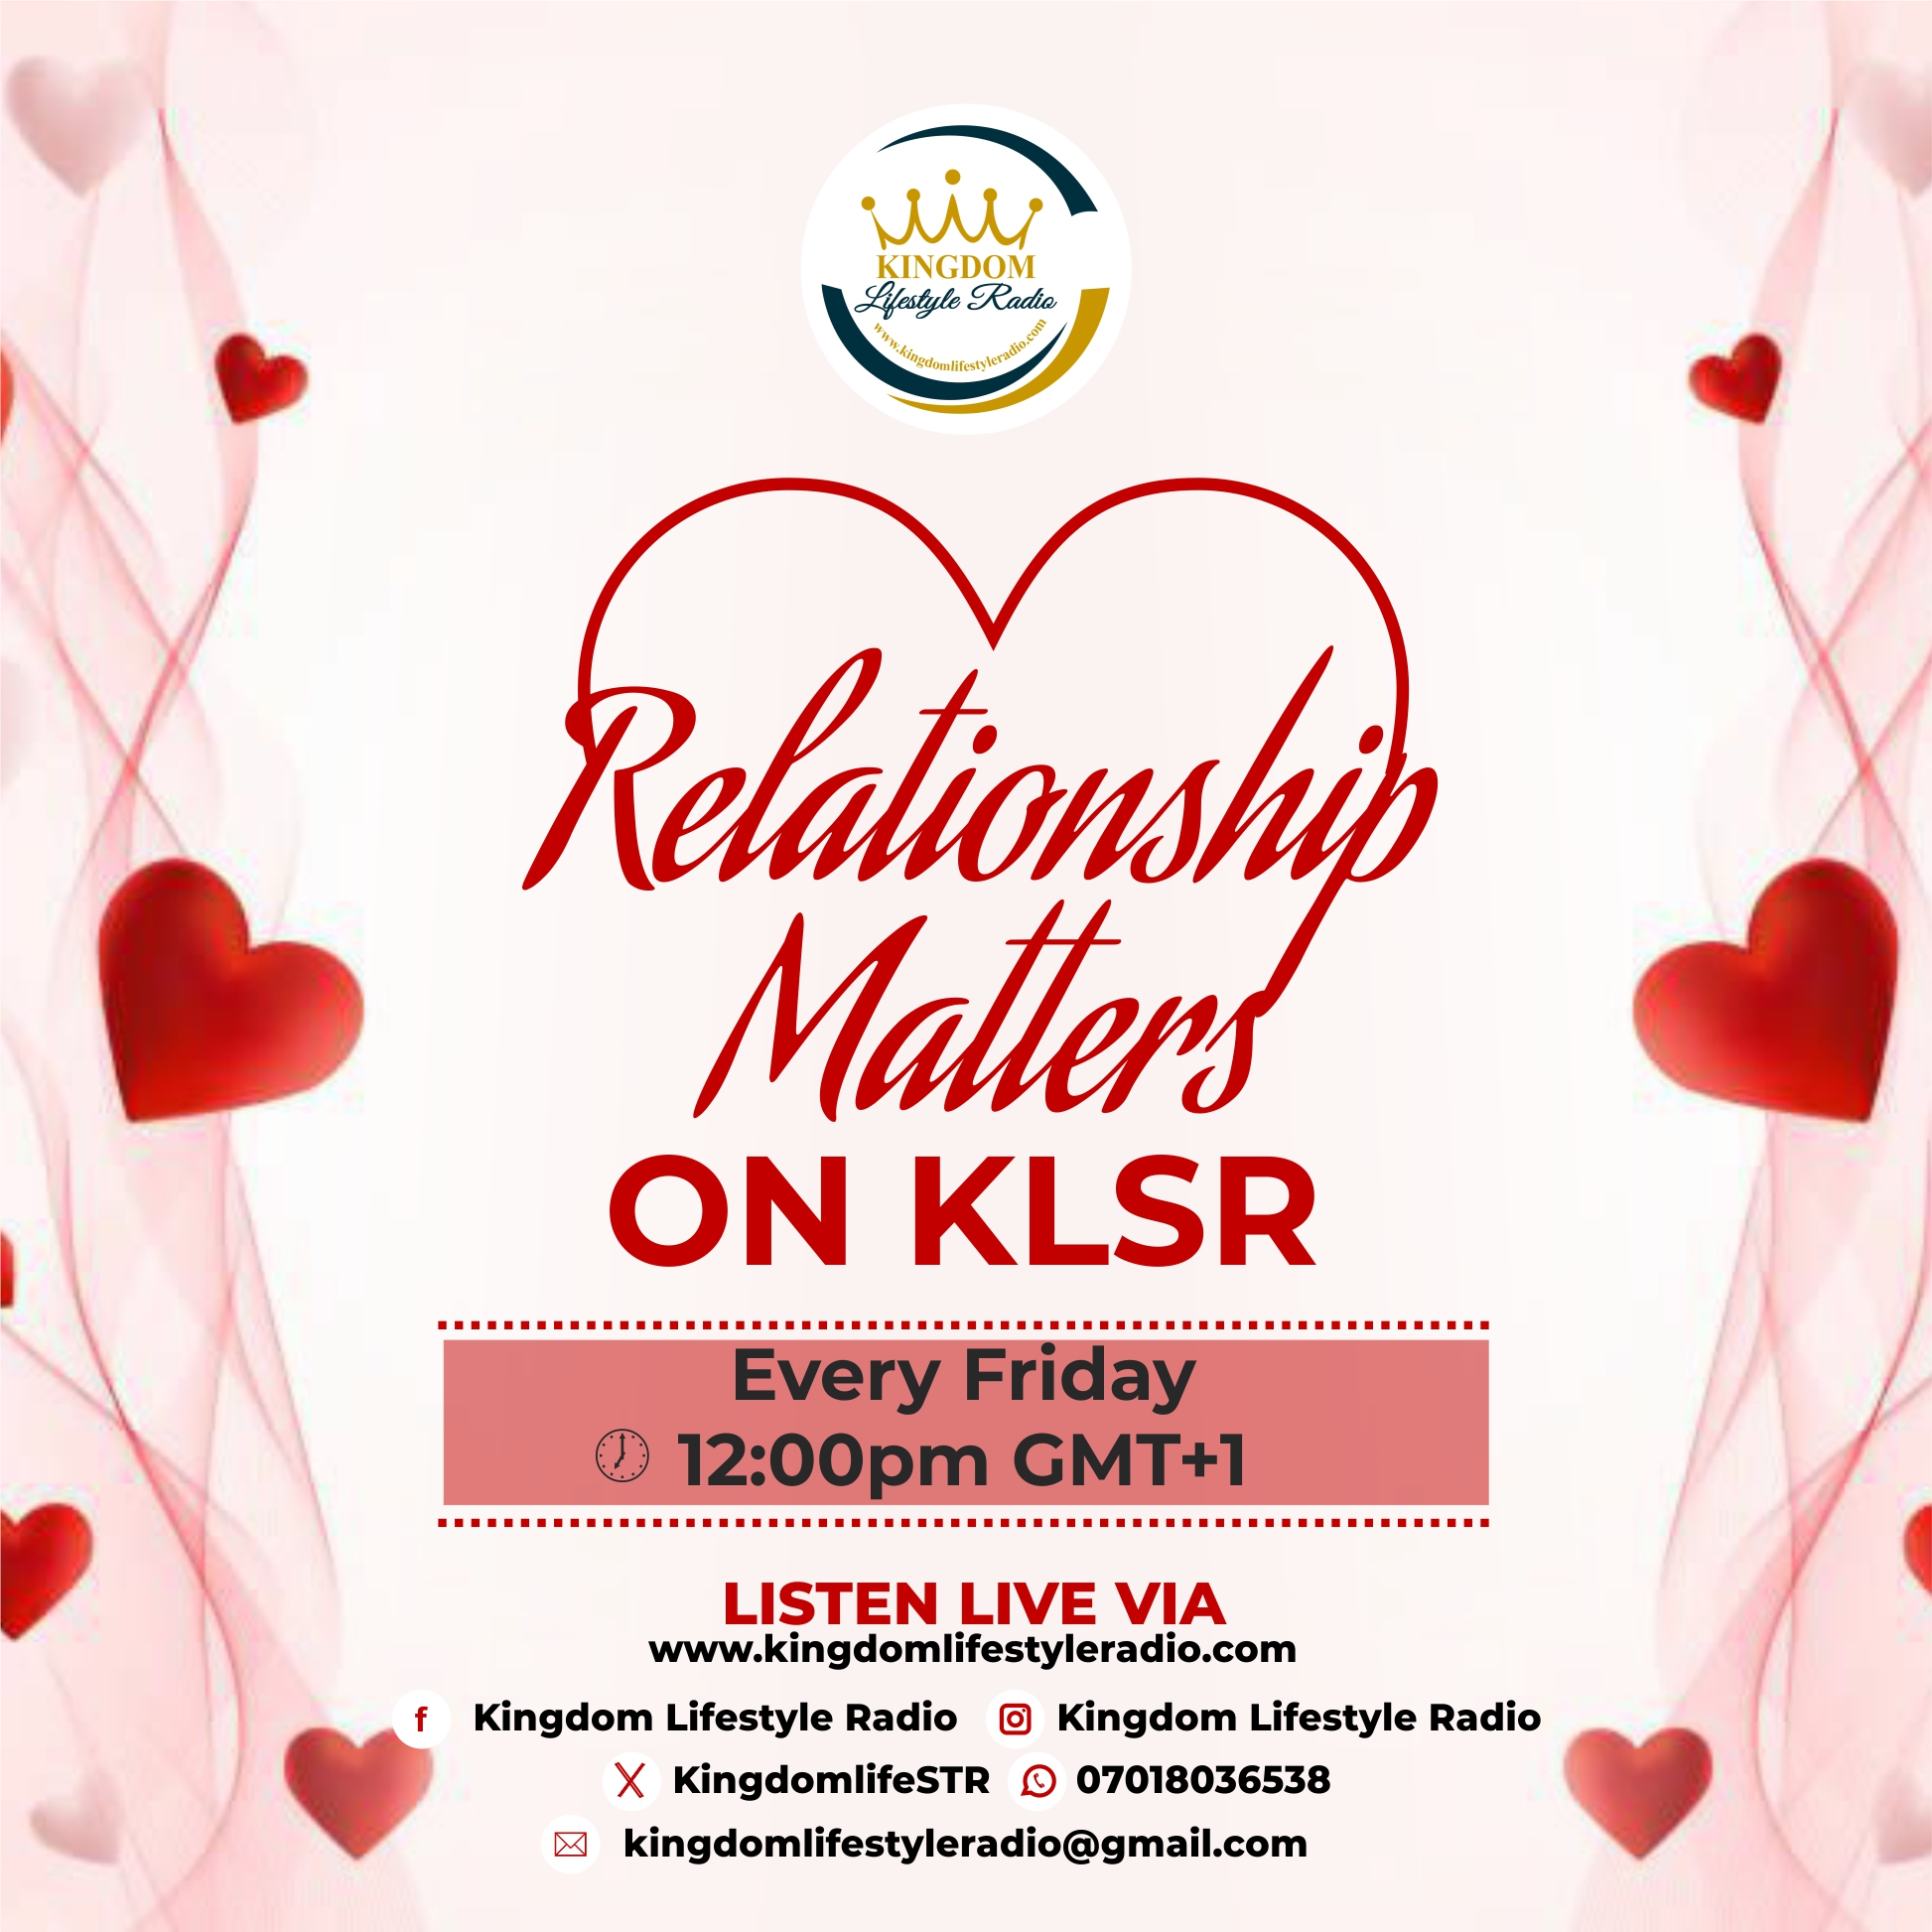 KINGDOM
Lifestyle Radio
www.kingdomlifestyleradio.com
Relationship
Matters
ON KLSR
Every Friday
12:00pm GMT+1
LISTEN LIVE VIA
www.kingdomlifestyleradio.com
f Kingdom Lifestyle Radio Kingdom Lifestyle Radio
X KingdomlifeSTR 07018036538
kingdomlifestyleradio@gmail.com